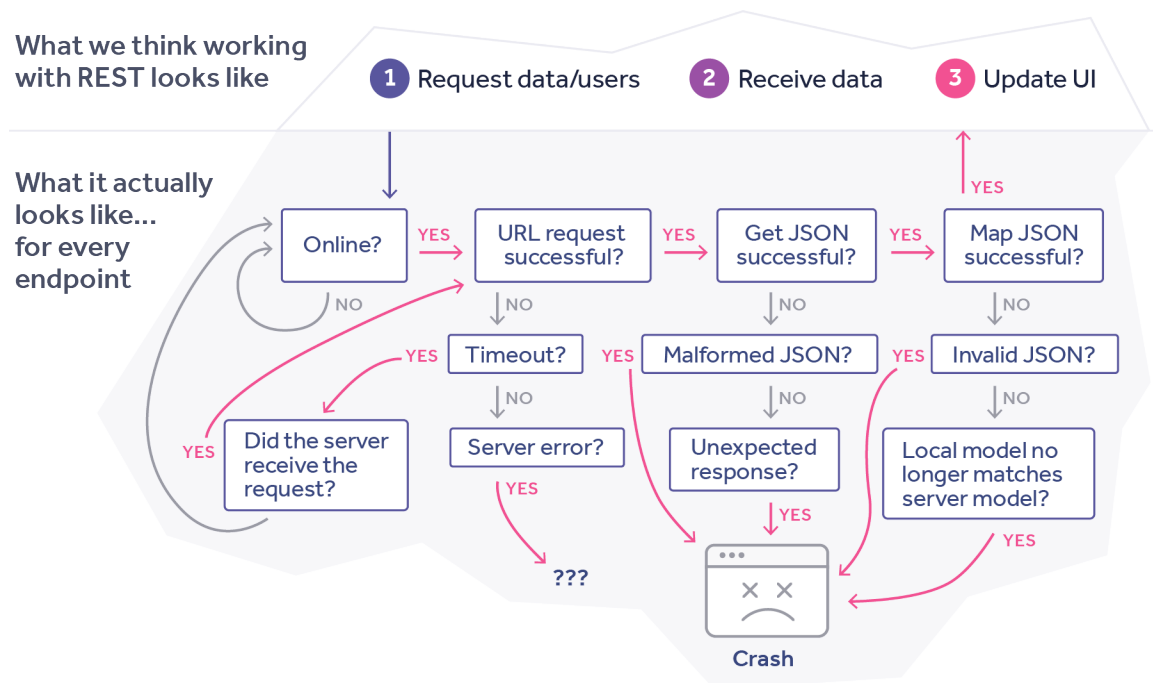 What we think working
with REST looks like
1 Request data/users
2 Receive data
3 Update UI
What it actually
looks like...
for every
endpoint
YES
Online?
YES
URL request
successful?
YES
Get JSON
successful?
YES
Map JSON
successful?
NO
NO
NO
NO
YES
Timeout?
YES
Malformed JSON?
YES
Invalid JSON?
NO
NO
NO
YES
Did the server
receive the
request?
Server error?
Unexpected
response?
Local model no
longer matches
server model?
YES
YES
YES
???
Crash